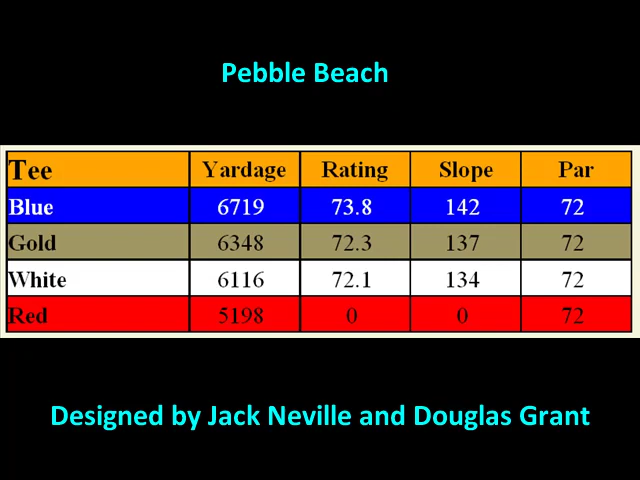 Pebble Beach
Tee Yardage Rating Slope Par
Blue 6719 73.8 142 72
Gold 6348 72.3 137 72
White 6116 72.1 134 72
Red 5198 0 0 72
Designed by Jack Neville and Douglas Grant